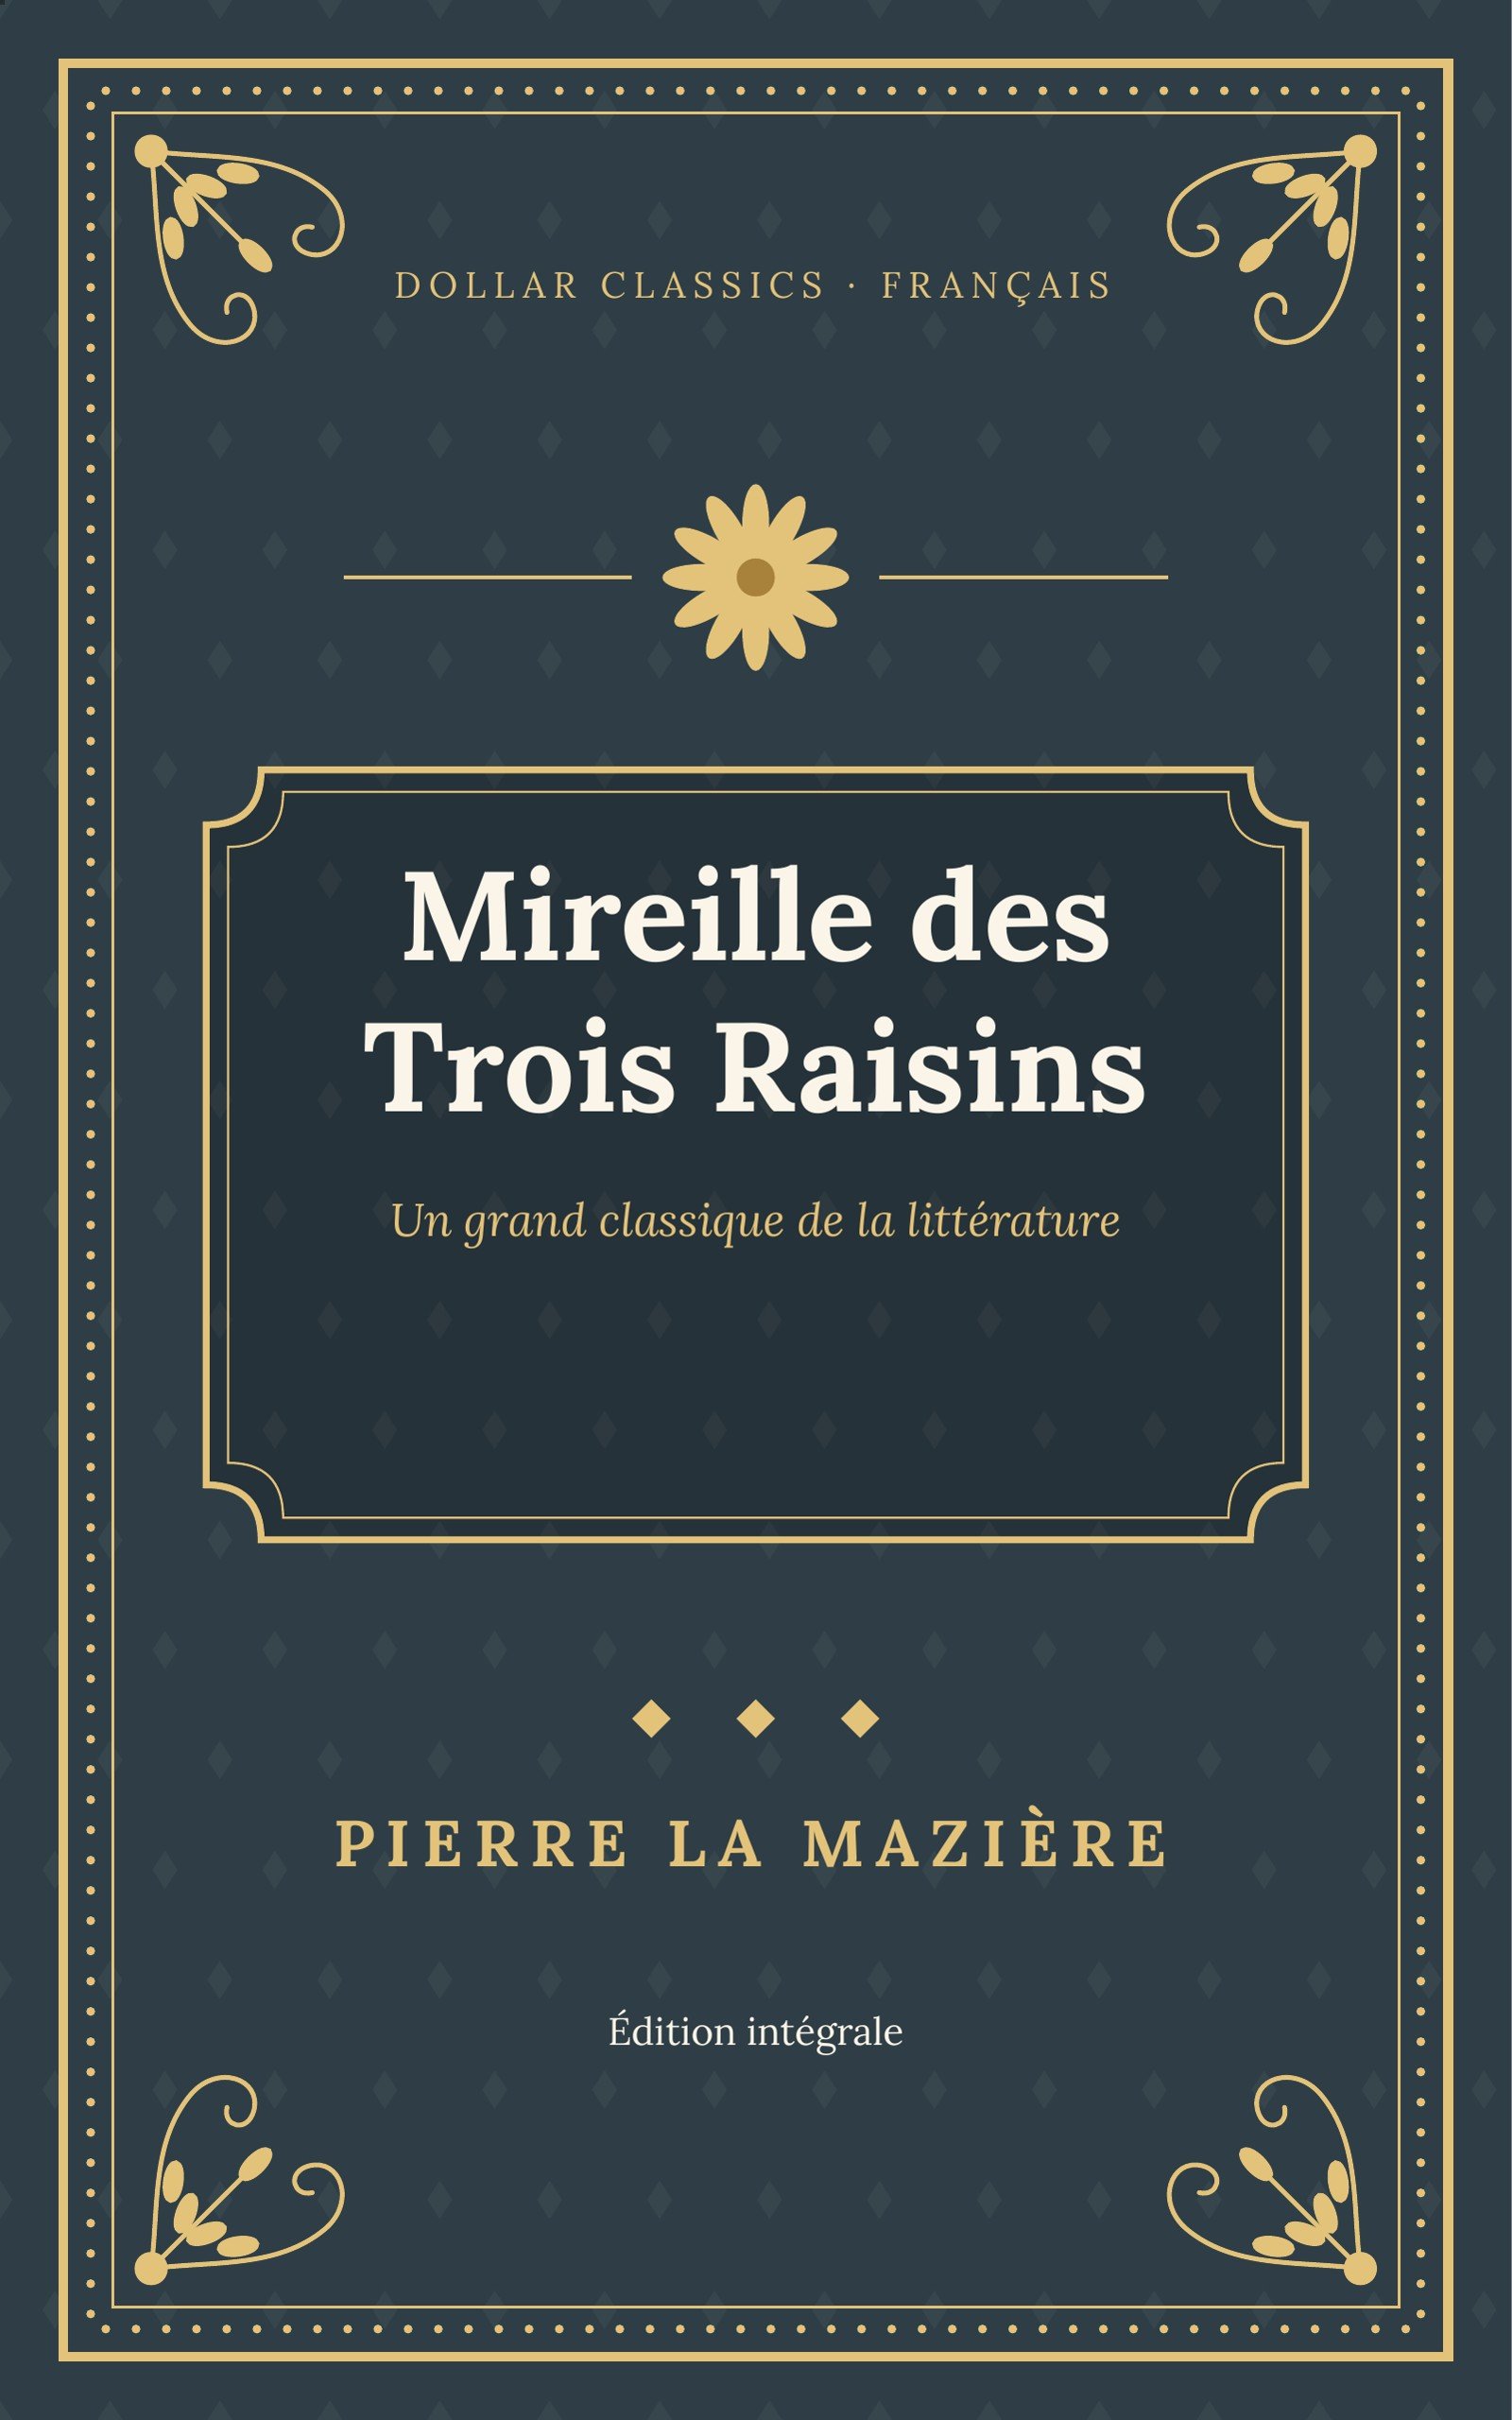 DOLLAR CLASSICS · FRANÇAIS
Mireille des
Trois Raisins
Un grand classique de la littérature
PIERRE LA MAZIÈRE
Édition intégrale